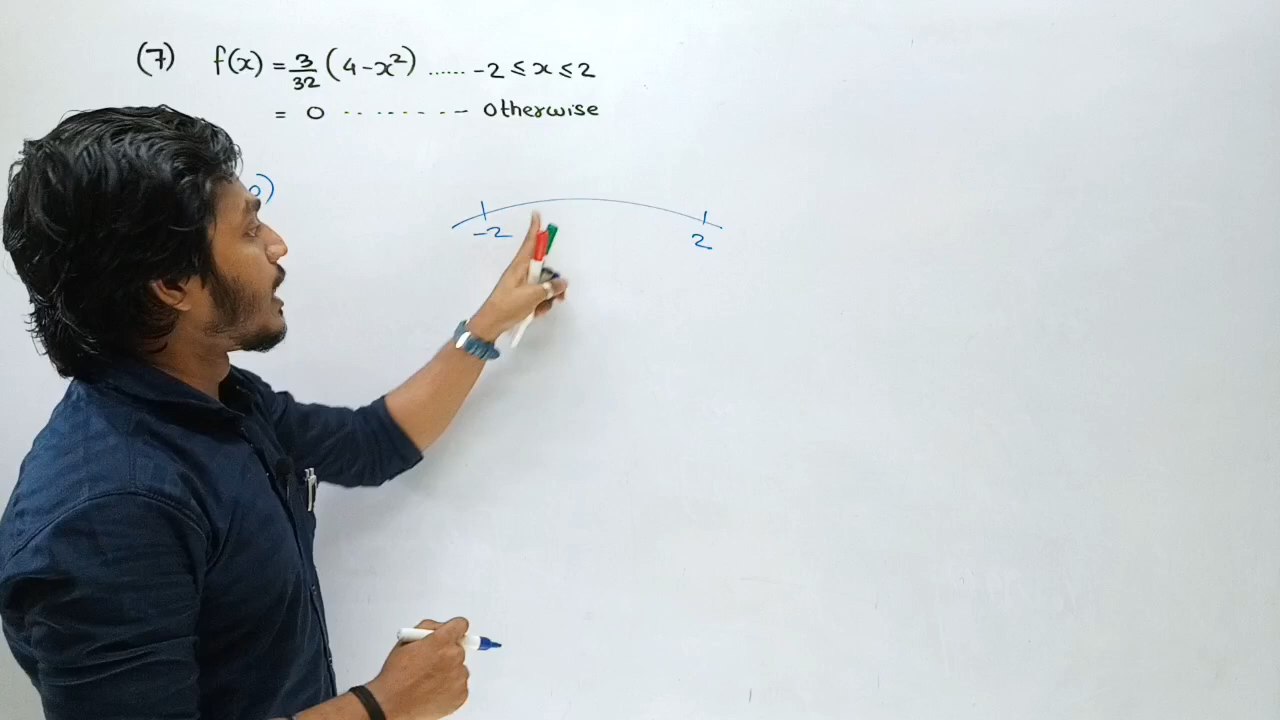 (7) f(x) = 3/32 (4-x²) ...... -2 ≤ x ≤ 2
= 0 ........ Otherwise
)
-2 2